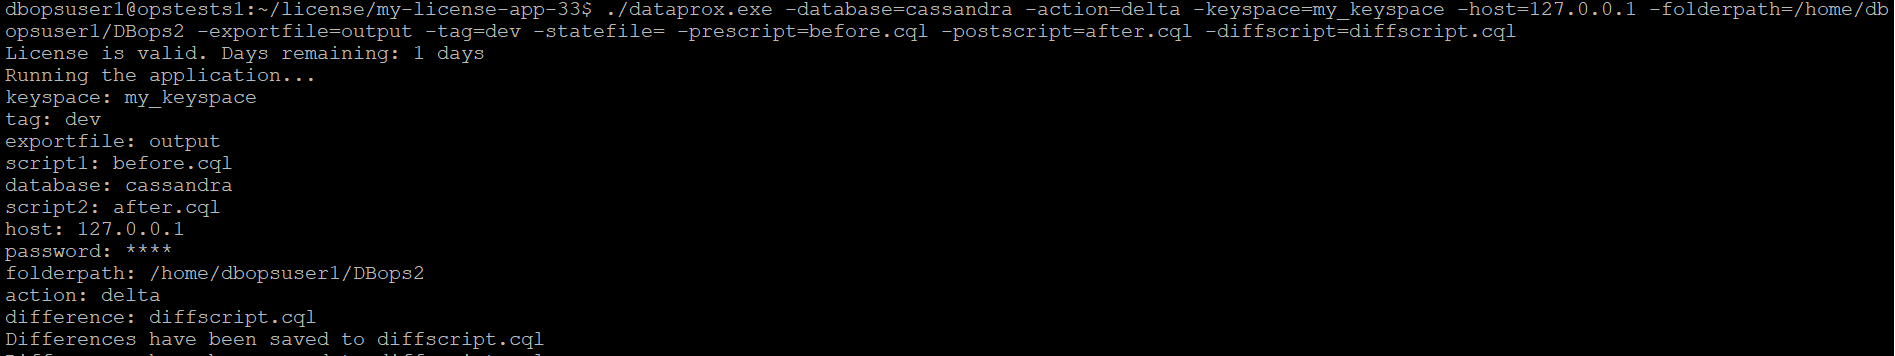 dbopsuser1@opstests1:~/license/my-license-app-33$ ./dataprox.exe -database=cassandra -action=delta -keyspace=my_keyspace -host=127.0.0.1 -folderpath=/home/db
opsuser1/DBops2 -exportfile=output -tag=dev -statefile= -prescript=before.cql -postscript=after.cql -diffscript=diffscript.cql
License is valid. Days remaining: 1 days
Running the application...
keyspace: my_keyspace
tag: dev
exportfile: output
script1: before.cql
database: cassandra
script2: after.cql
host: 127.0.0.1
password: ****
folderpath: /home/dbopsuser1/DBops2
action: delta
difference: diffscript.cql
Differences have been saved to diffscript.cql